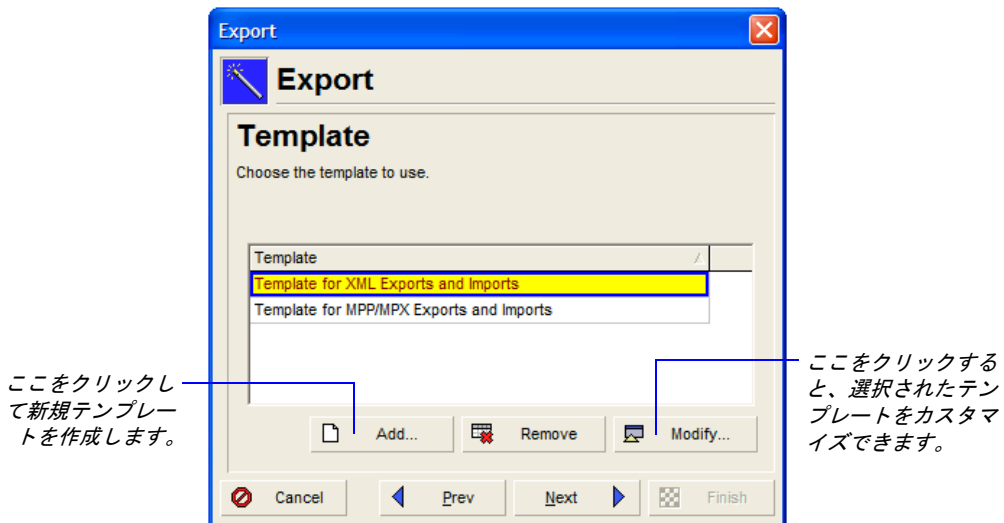 Export
Export
Template
Choose the template to use.
Template
Template for XML Exports and Imports
Template for MPP/MPX Exports and Imports
ここをクリックし
て新規テンプレー
トを作成します。
ここをクリックする
と、選択されたテン
プレートをカスタマ
イズできます。
Add...
Remove
Modify...
Cancel
Prev
Next
Finish